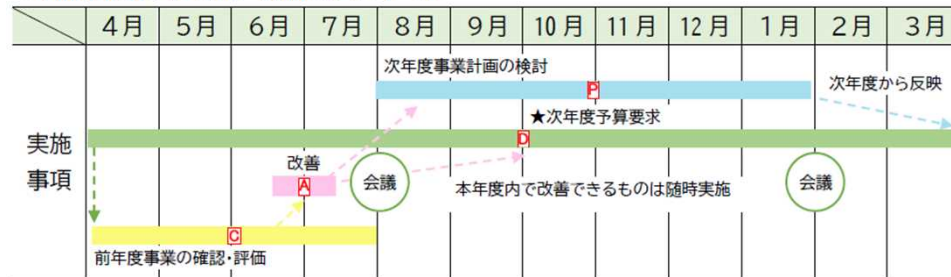 4月 5月 6月 7月 8月 9月 10月 11月 12月 1月 2月 3月
次年度事業計画の検討
P
次年度から反映
★次年度予算要求
D
実施
事項
改善
A
会議
本年度内で改善できるものは随時実施
会議
C
前年度事業の確認・評価